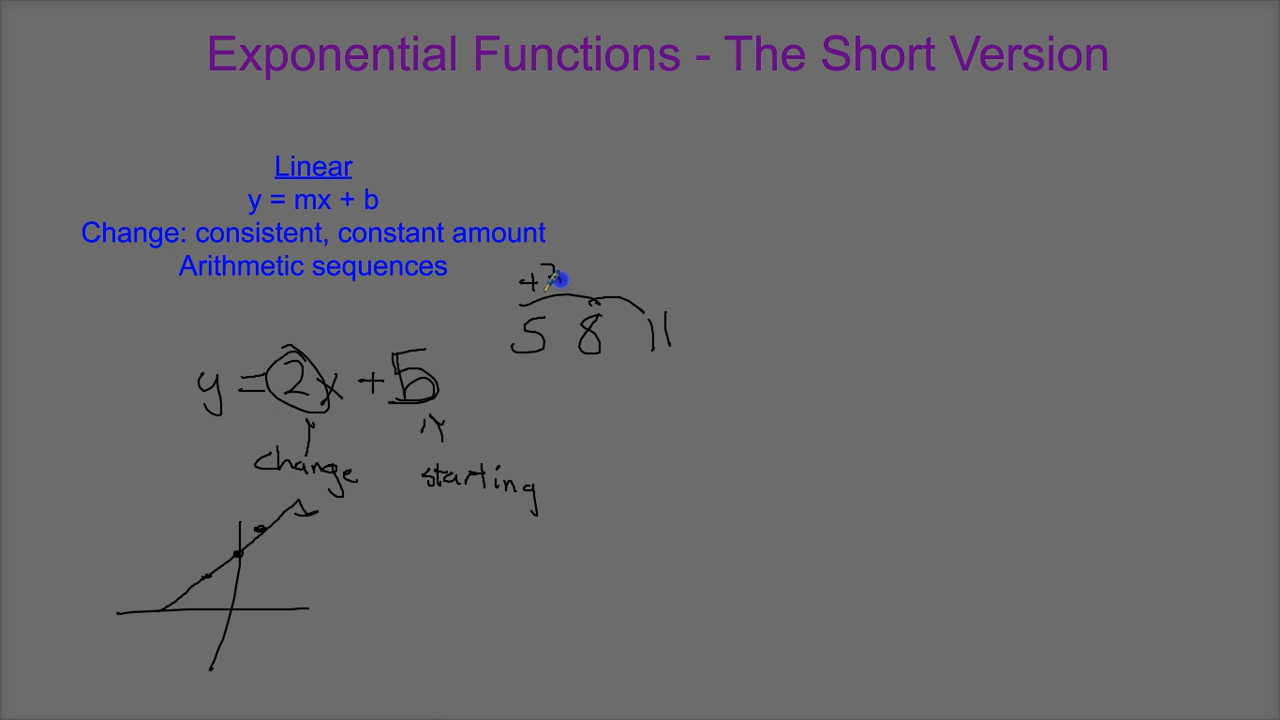 Exponential Functions - The Short Version
Linear
y = mx + b
Change: consistent, constant amount
Arithmetic sequences
+3
5 8 11
y = 2x + 5
change
starting